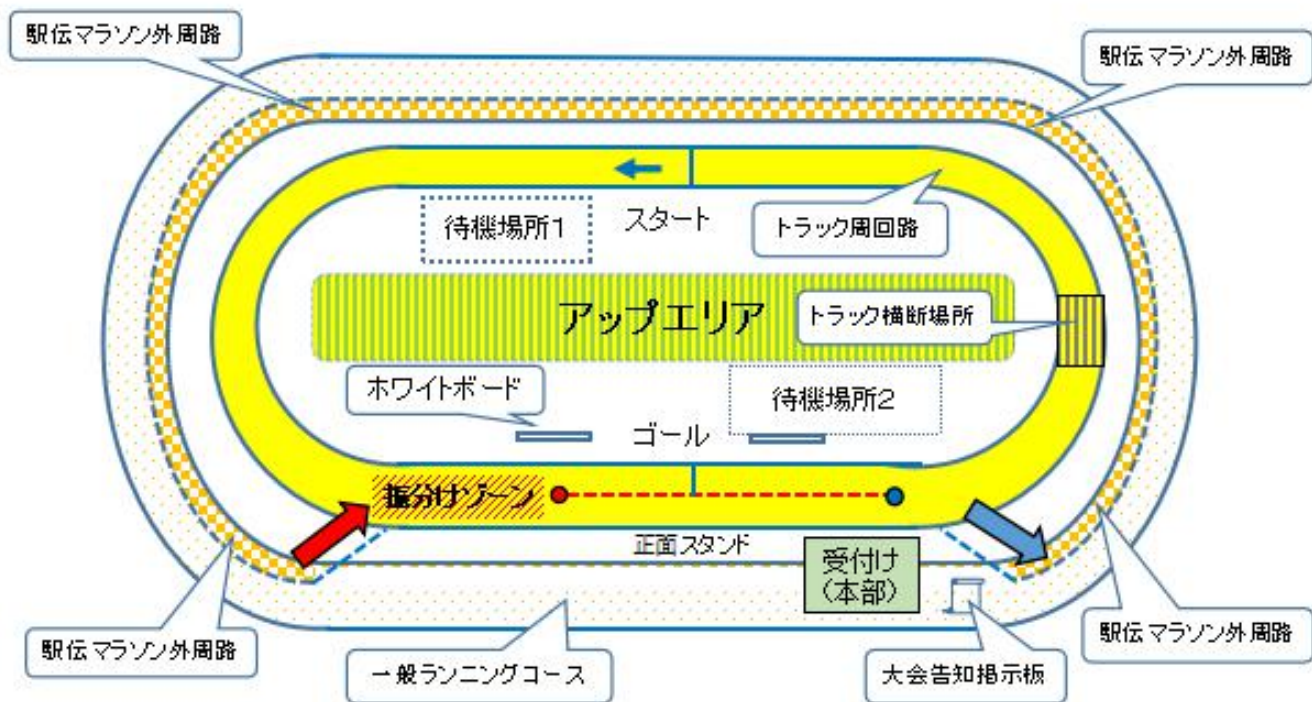 駅伝マラソン外周路
駅伝マラソン外周路
スタート
待機場所1
トラック周回路
アップエリア
トラック横断場所
ホワイトボード
待機場所2
ゴール
振分けゾーン
正面スタンド
受付け
(本部)
駅伝マラソン外周路
一般ランニングコース
大会告知掲示板
駅伝マラソン外周路